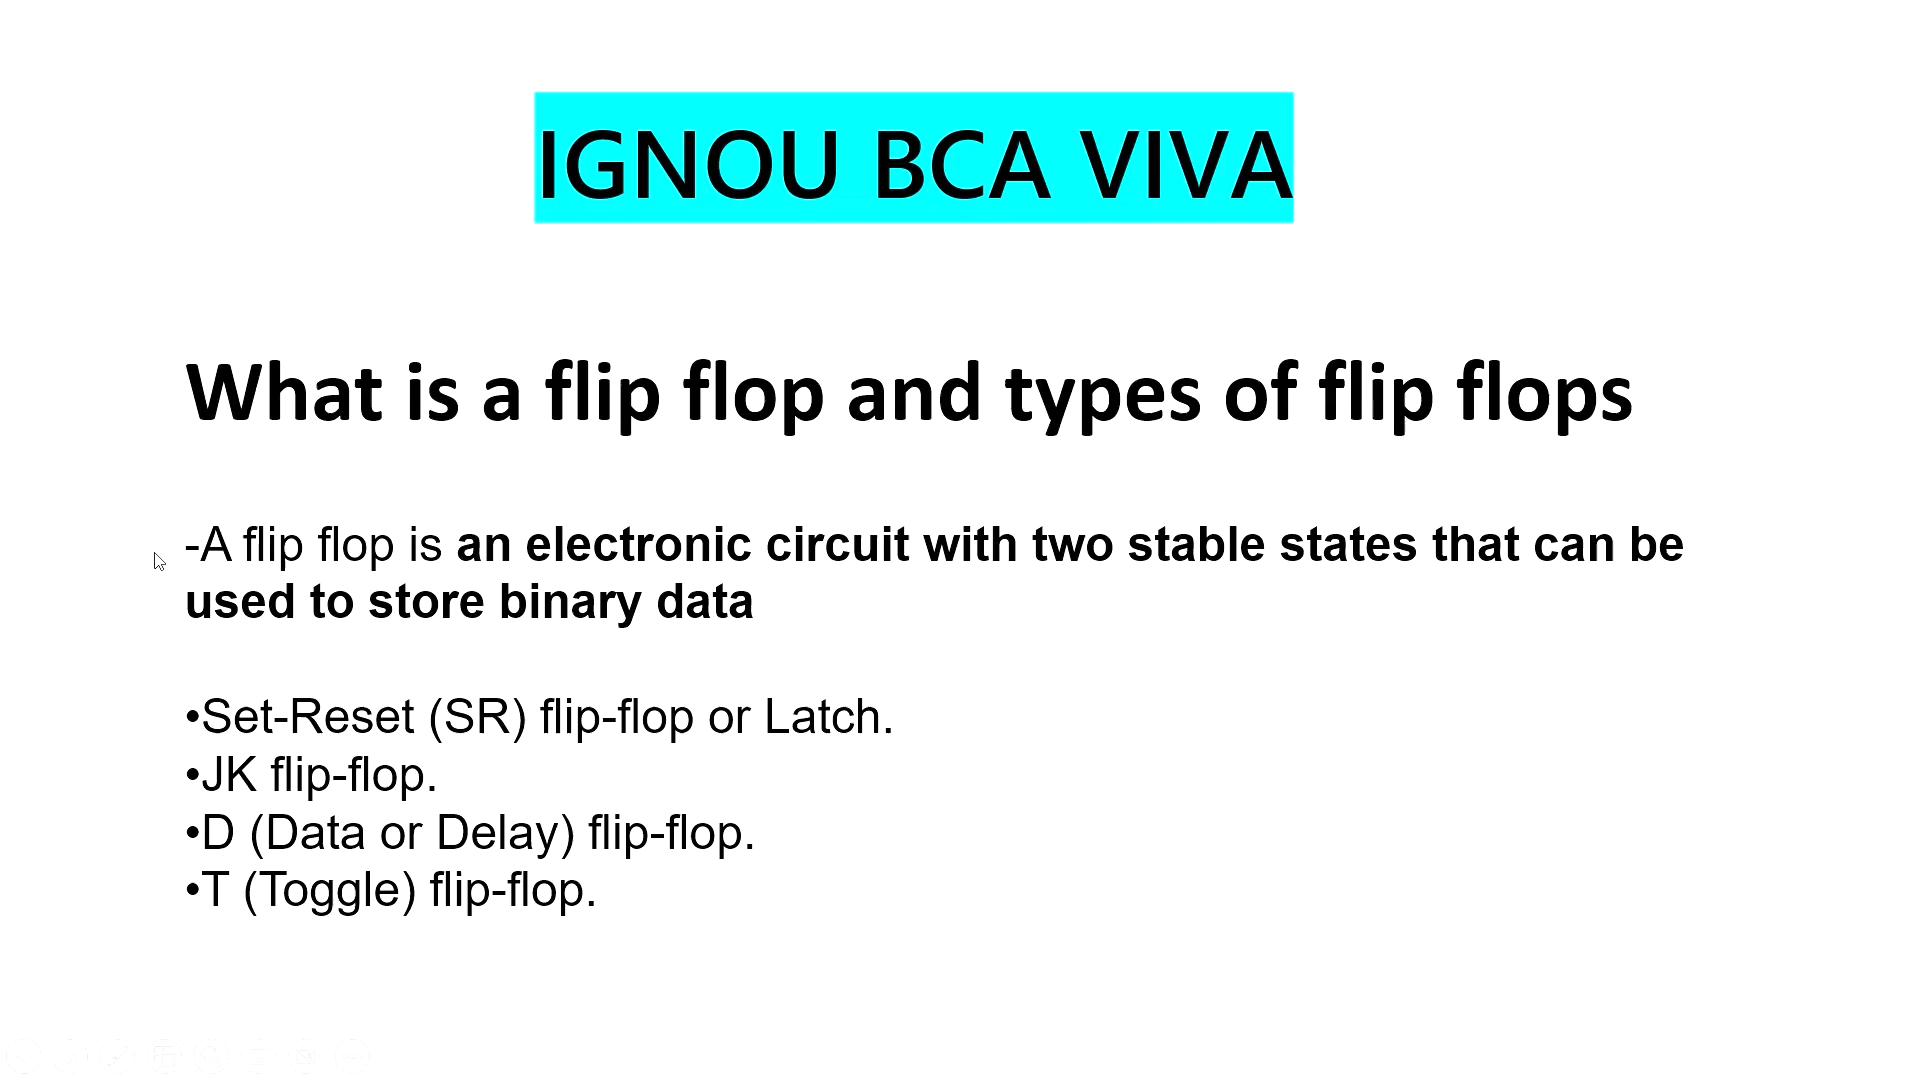 IGNOU BCA VIVA
What is a flip flop and types of flip flops
-A flip flop is an electronic circuit with two stable states that can be
used to store binary data
•Set-Reset (SR) flip-flop or Latch.
•JK flip-flop.
•D (Data or Delay) flip-flop.
•T (Toggle) flip-flop.